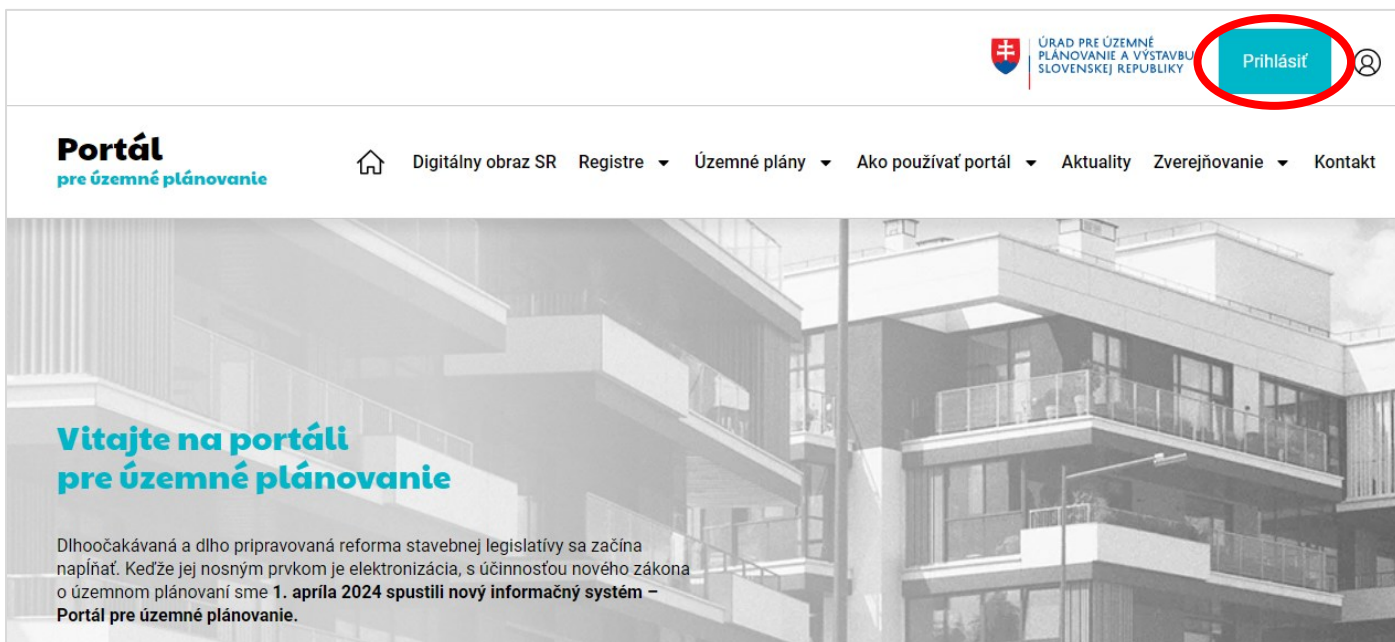 ÚRAD PRE ÚZEMNÉ
PLÁNOVANIE A VÝSTAVBU
SLOVENSKEJ REPUBLIKY
Prihlásiť
Portál
pre územné plánovanie
Digitálny obraz SR Registre Územné plány Ako používať portál Aktuality Zverejňovanie Kontakt
Vitajte na portáli
pre územné plánovanie
Dlhoočakávaná a dlho pripravovaná reforma stavebnej legislatívy sa začína
napĺňať. Keďže jej nosným prvkom je elektronizácia, s účinnosťou nového zákona
o územnom plánovaní sme 1. apríla 2024 spustili nový informačný systém –
Portál pre územné plánovanie.